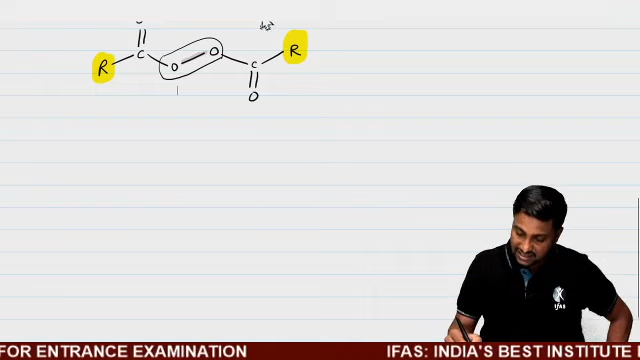 R C O O C R
O
IFAS
FOR ENTRANCE EXAMINATION IFAS: INDIA'S BEST INSTITUTE